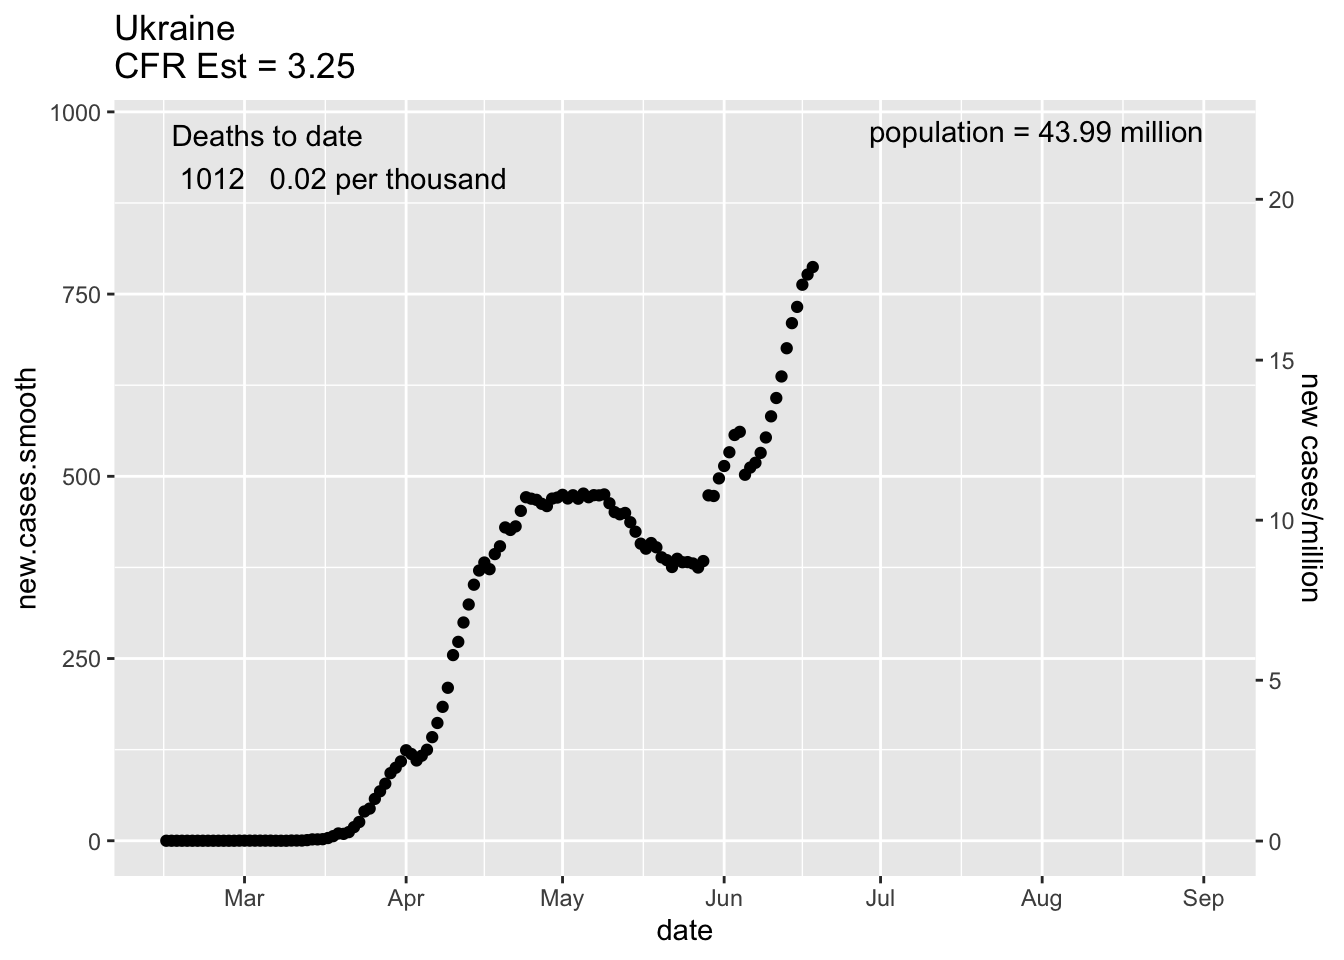 Ukraine
CFR Est = 3.25
Deaths to date
1012 0.02 per thousand
population = 43.99 million
1000
750
500
250
0
new.cases.smooth
20
15
10
5
0
new cases/million
Mar Apr May Jun Jul Aug Sep
date